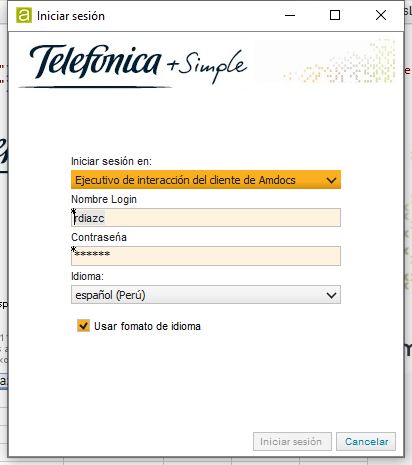 Iniciar sesión
Telefónica +Simple
Iniciar sesión en:
Ejecutivo de interacción del cliente de Amdocs
Nombre Login
*rdiazc
Contraseña
*******
Idioma:
español (Perú)
Usar fomato de idioma
Iniciar sesión
Cancelar